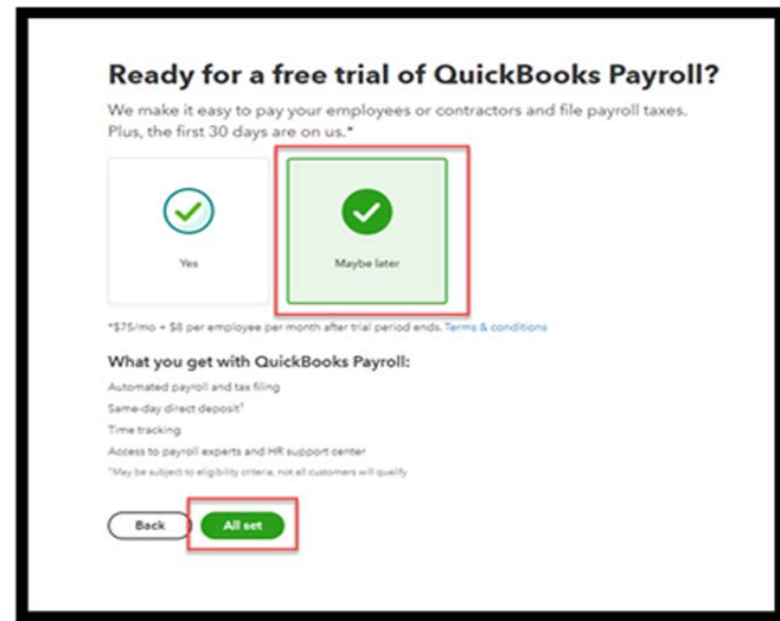 Ready for a free trial of QuickBooks Payroll?
We make it easy to pay your employees or contractors and file payroll taxes.
Plus, the first 30 days are on us.*
Yes
Maybe later
*$75/mo + $8 per employee per month after trial period ends. Terms & conditions
What you get with QuickBooks Payroll:
Automated payroll and tax filing
Same-day direct deposit¹
Time tracking
Access to payroll experts and HR support center
¹May be subject to eligibility criteria, not all customers will qualify
Back
All set